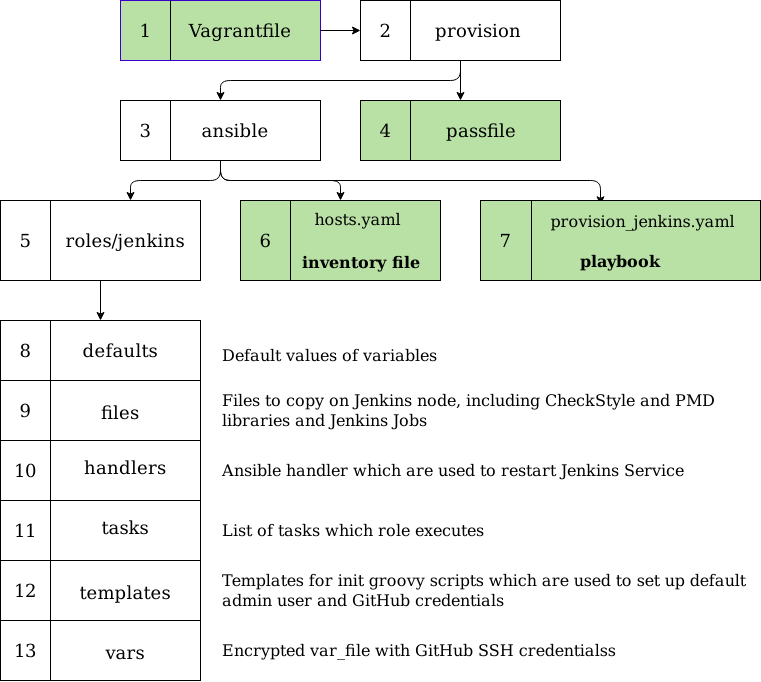 1 Vagrantfile 2 provision
3 ansible 4 passfile
5 roles/jenkins 6 hosts.yaml 7 provision_jenkins.yaml
inventory file playbook
8 defaults Default values of variables
9 files Files to copy on Jenkins node, including CheckStyle and PMD
libraries and Jenkins Jobs
10 handlers Ansible handler which are used to restart Jenkins Service
11 tasks List of tasks which role executes
12 templates Templates for init groovy scripts which are used to set up default
admin user and GitHub credentials
13 vars Encrypted var_file with GitHub SSH credentialss